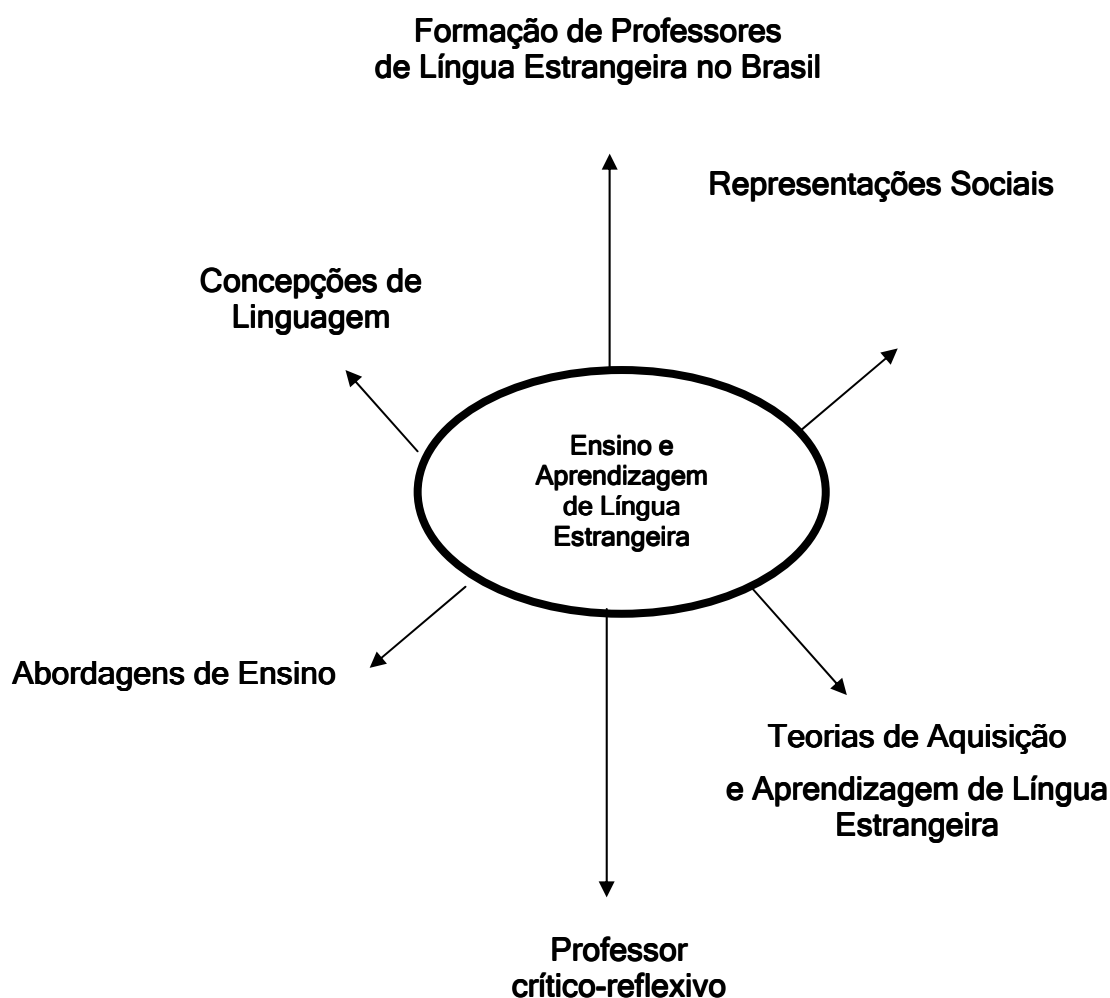 Formação de Professores
de Língua Estrangeira no Brasil
Representações Sociais
Concepções de
Linguagem
Ensino e
Aprendizagem
de Língua
Estrangeira
Abordagens de Ensino
Teorias de Aquisição
e Aprendizagem de Língua
Estrangeira
Professor
crítico-reflexivo